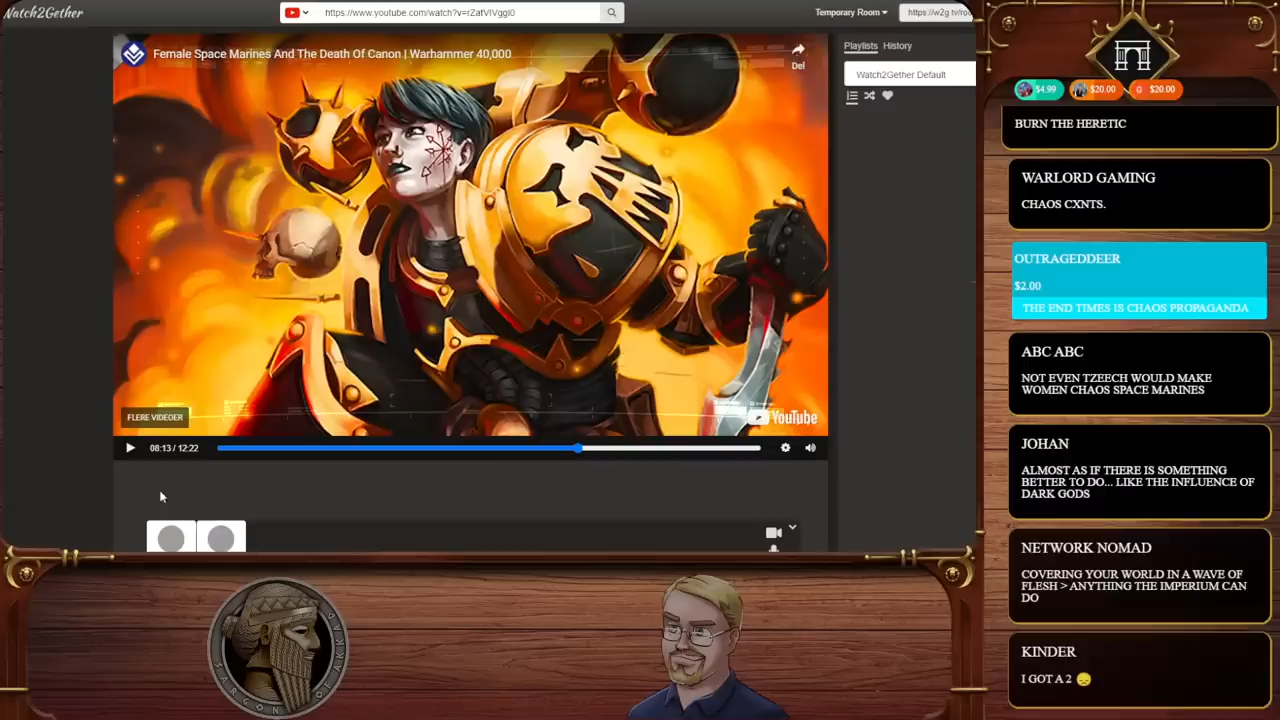 Watch2Gether
https://www.youtube.com/watch?v=rZatVIVggI0
Temporary Room
https://w2g.tv/roo
Female Space Marines And The Death Of Canon | Warhammer 40,000
Del
FLERE VIDEOER
YouTube
08:13 / 12:22
Playlists History
Watch2Gether Default
SARGON OF AKKAD
$4.99
$20.00
G $20.00
BURN THE HERETIC
WARLORD GAMING
CHAOS CXNTS.
OUTRAGEDDEER
$2.00
THE END TIMES IS CHAOS PROPAGANDA
ABC ABC
NOT EVEN TZEECH WOULD MAKE
WOMEN CHAOS SPACE MARINES
JOHAN
ALMOST AS IF THERE IS SOMETHING
BETTER TO DO... LIKE THE INFLUENCE OF
DARK GODS
NETWORK NOMAD
COVERING YOUR WORLD IN A WAVE OF
FLESH > ANYTHING THE IMPERIUM CAN
DO
KINDER
I GOT A 2 😞